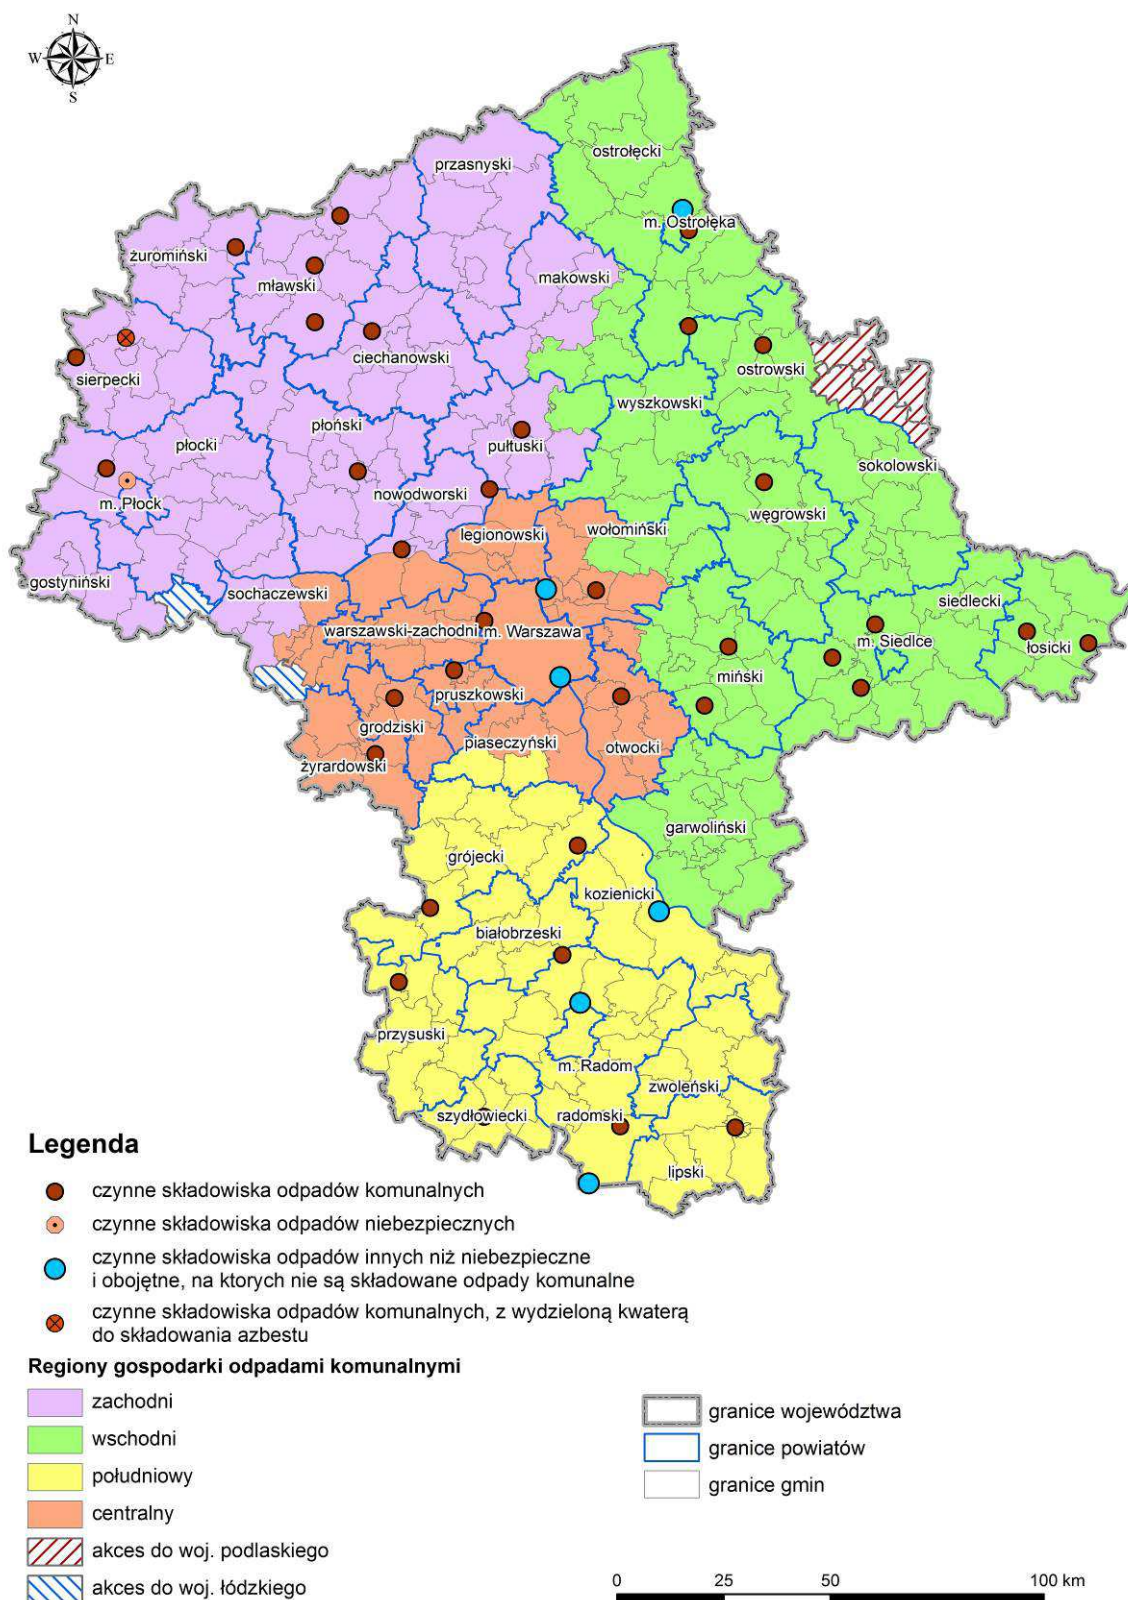 N
W E
S
ostrołęcki
przasnyski
m. Ostrołęka
żuromiński
makowski
mławski
ciechanowski
ostrowski
sierpecki
wyszkowski
płoński
płocki
pułtuski
sokolowski
nowodworski
m. Płock
węgrowski
legionowski
wołomiński
gostyniński
sochaczewski
siedlecki
warszawski-zachodni
m. Warszawa
m. Siedlce
łosicki
miński
pruszkowski
grodziski
piaseczyński
otwocki
żyrardowski
garwoliński
grójecki
kozienicki
białobrzeski
przysuski
m. Radom
zwoleński
szydłowiecki
radomski
lipski
Legenda
czynne składowiska odpadów komunalnych
czynne składowiska odpadów niebezpiecznych
czynne składowiska odpadów innych niż niebezpieczne
i obojętne, na ktorych nie są składowane odpady komunalne
czynne składowiska odpadów komunalnych, z wydzieloną kwaterą
do składowania azbestu
Regiony gospodarki odpadami komunalnymi
zachodni
wschodni
południowy
centralny
akces do woj. podlaskiego
akces do woj. łódzkiego
granice województwa
granice powiatów
granice gmin
0 25 50 100 km